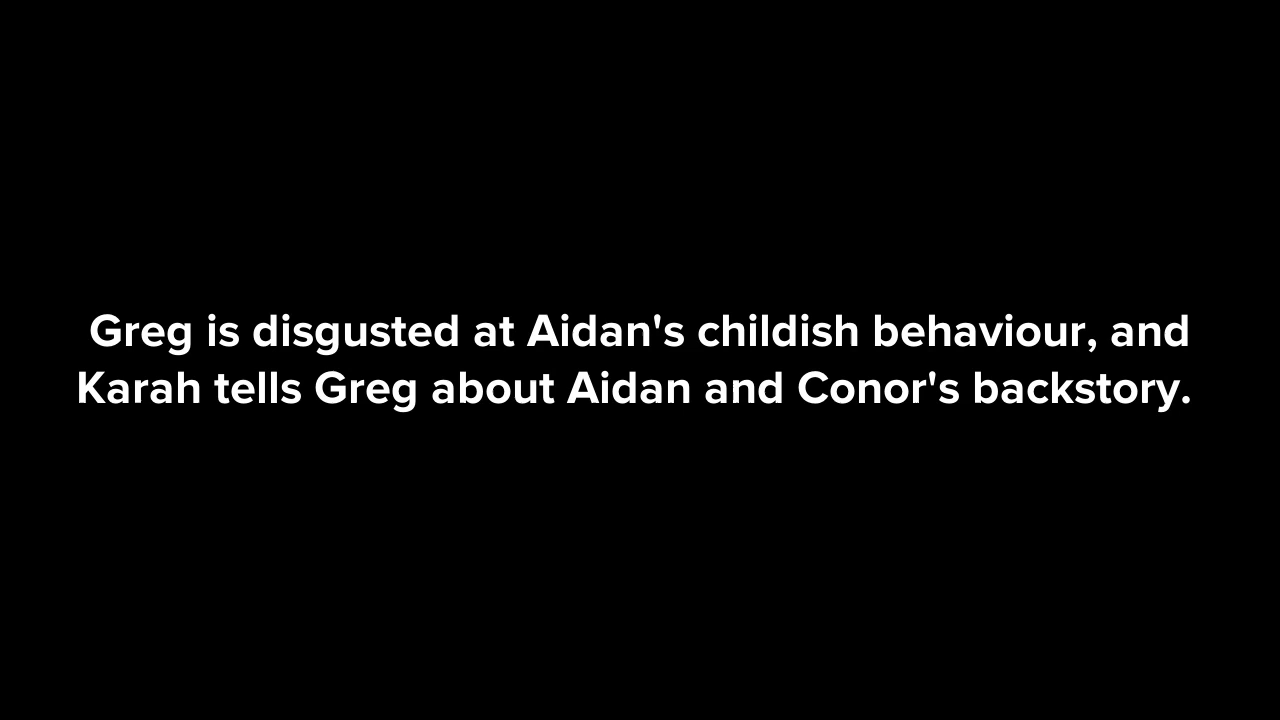 Greg is disgusted at Aidan's childish behaviour, and
Karah tells Greg about Aidan and Conor's backstory.